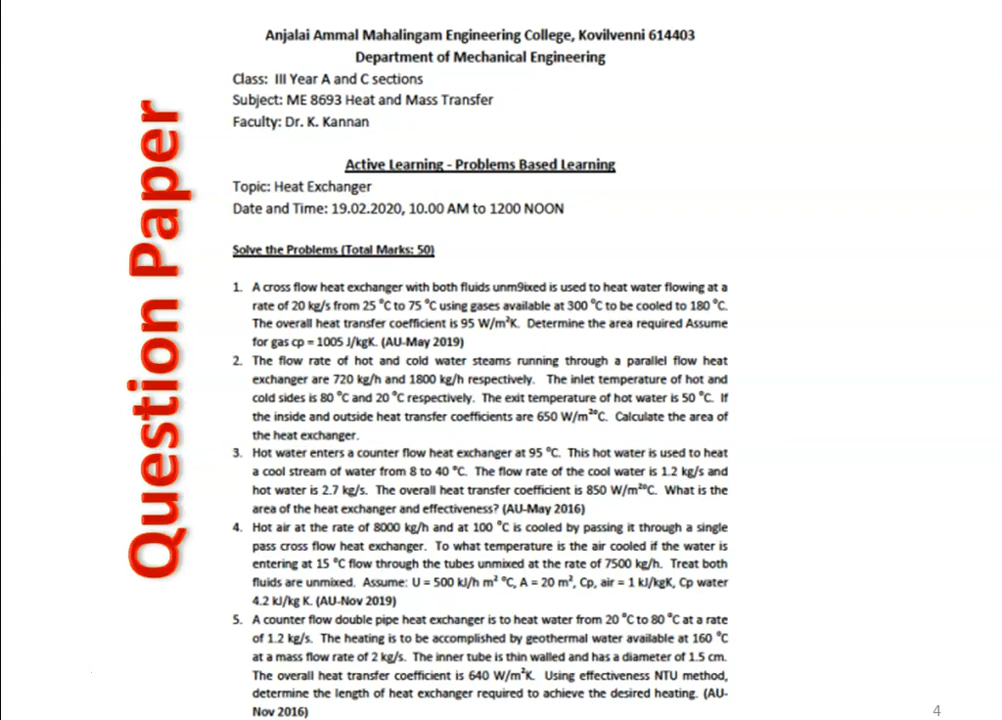 Question Paper
Anjalai Ammal Mahalingam Engineering College, Kovilvenni 614403
Department of Mechanical Engineering
Class: III Year A and C sections
Subject: ME 8693 Heat and Mass Transfer
Faculty: Dr. K. Kannan
Active Learning - Problems Based Learning
Topic: Heat Exchanger
Date and Time: 19.02.2020, 10.00 AM to 1200 NOON
Solve the Problems (Total Marks: 50)
1. A cross flow heat exchanger with both fluids unm9ixed is used to heat water flowing at a
rate of 20 kg/s from 25 °C to 75 °C using gases available at 300 °C to be cooled to 180 °C.
The overall heat transfer coefficient is 95 W/m²K. Determine the area required Assume
for gas cp = 1005 J/kgK. (AU-May 2019)
2. The flow rate of hot and cold water steams running through a parallel flow heat
exchanger are 720 kg/h and 1800 kg/h respectively. The inlet temperature of hot and
cold sides is 80 °C and 20 °C respectively. The exit temperature of hot water is 50 °C. If
the inside and outside heat transfer coefficients are 650 W/m²⁰C. Calculate the area of
the heat exchanger.
3. Hot water enters a counter flow heat exchanger at 95 °C. This hot water is used to heat
a cool stream of water from 8 to 40 °C. The flow rate of the cool water is 1.2 kg/s and
hot water is 2.7 kg/s. The overall heat transfer coefficient is 850 W/m²⁰C. What is the
area of the heat exchanger and effectiveness? (AU-May 2016)
4. Hot air at the rate of 8000 kg/h and at 100 °C is cooled by passing it through a single
pass cross flow heat exchanger. To what temperature is the air cooled if the water is
entering at 15 °C flow through the tubes unmixed at the rate of 7500 kg/h. Treat both
fluids are unmixed. Assume: U = 500 kJ/h m² °C, A = 20 m², Cp, air = 1 kJ/kgK, Cp water
4.2 kJ/kg K. (AU-Nov 2019)
5. A counter flow double pipe heat exchanger is to heat water from 20 °C to 80 °C at a rate
of 1.2 kg/s. The heating is to be accomplished by geothermal water available at 160 °C
at a mass flow rate of 2 kg/s. The inner tube is thin walled and has a diameter of 1.5 cm.
The overall heat transfer coefficient is 640 W/m²K. Using effectiveness NTU method,
determine the length of heat exchanger required to achieve the desired heating. (AU-
Nov 2016)
4